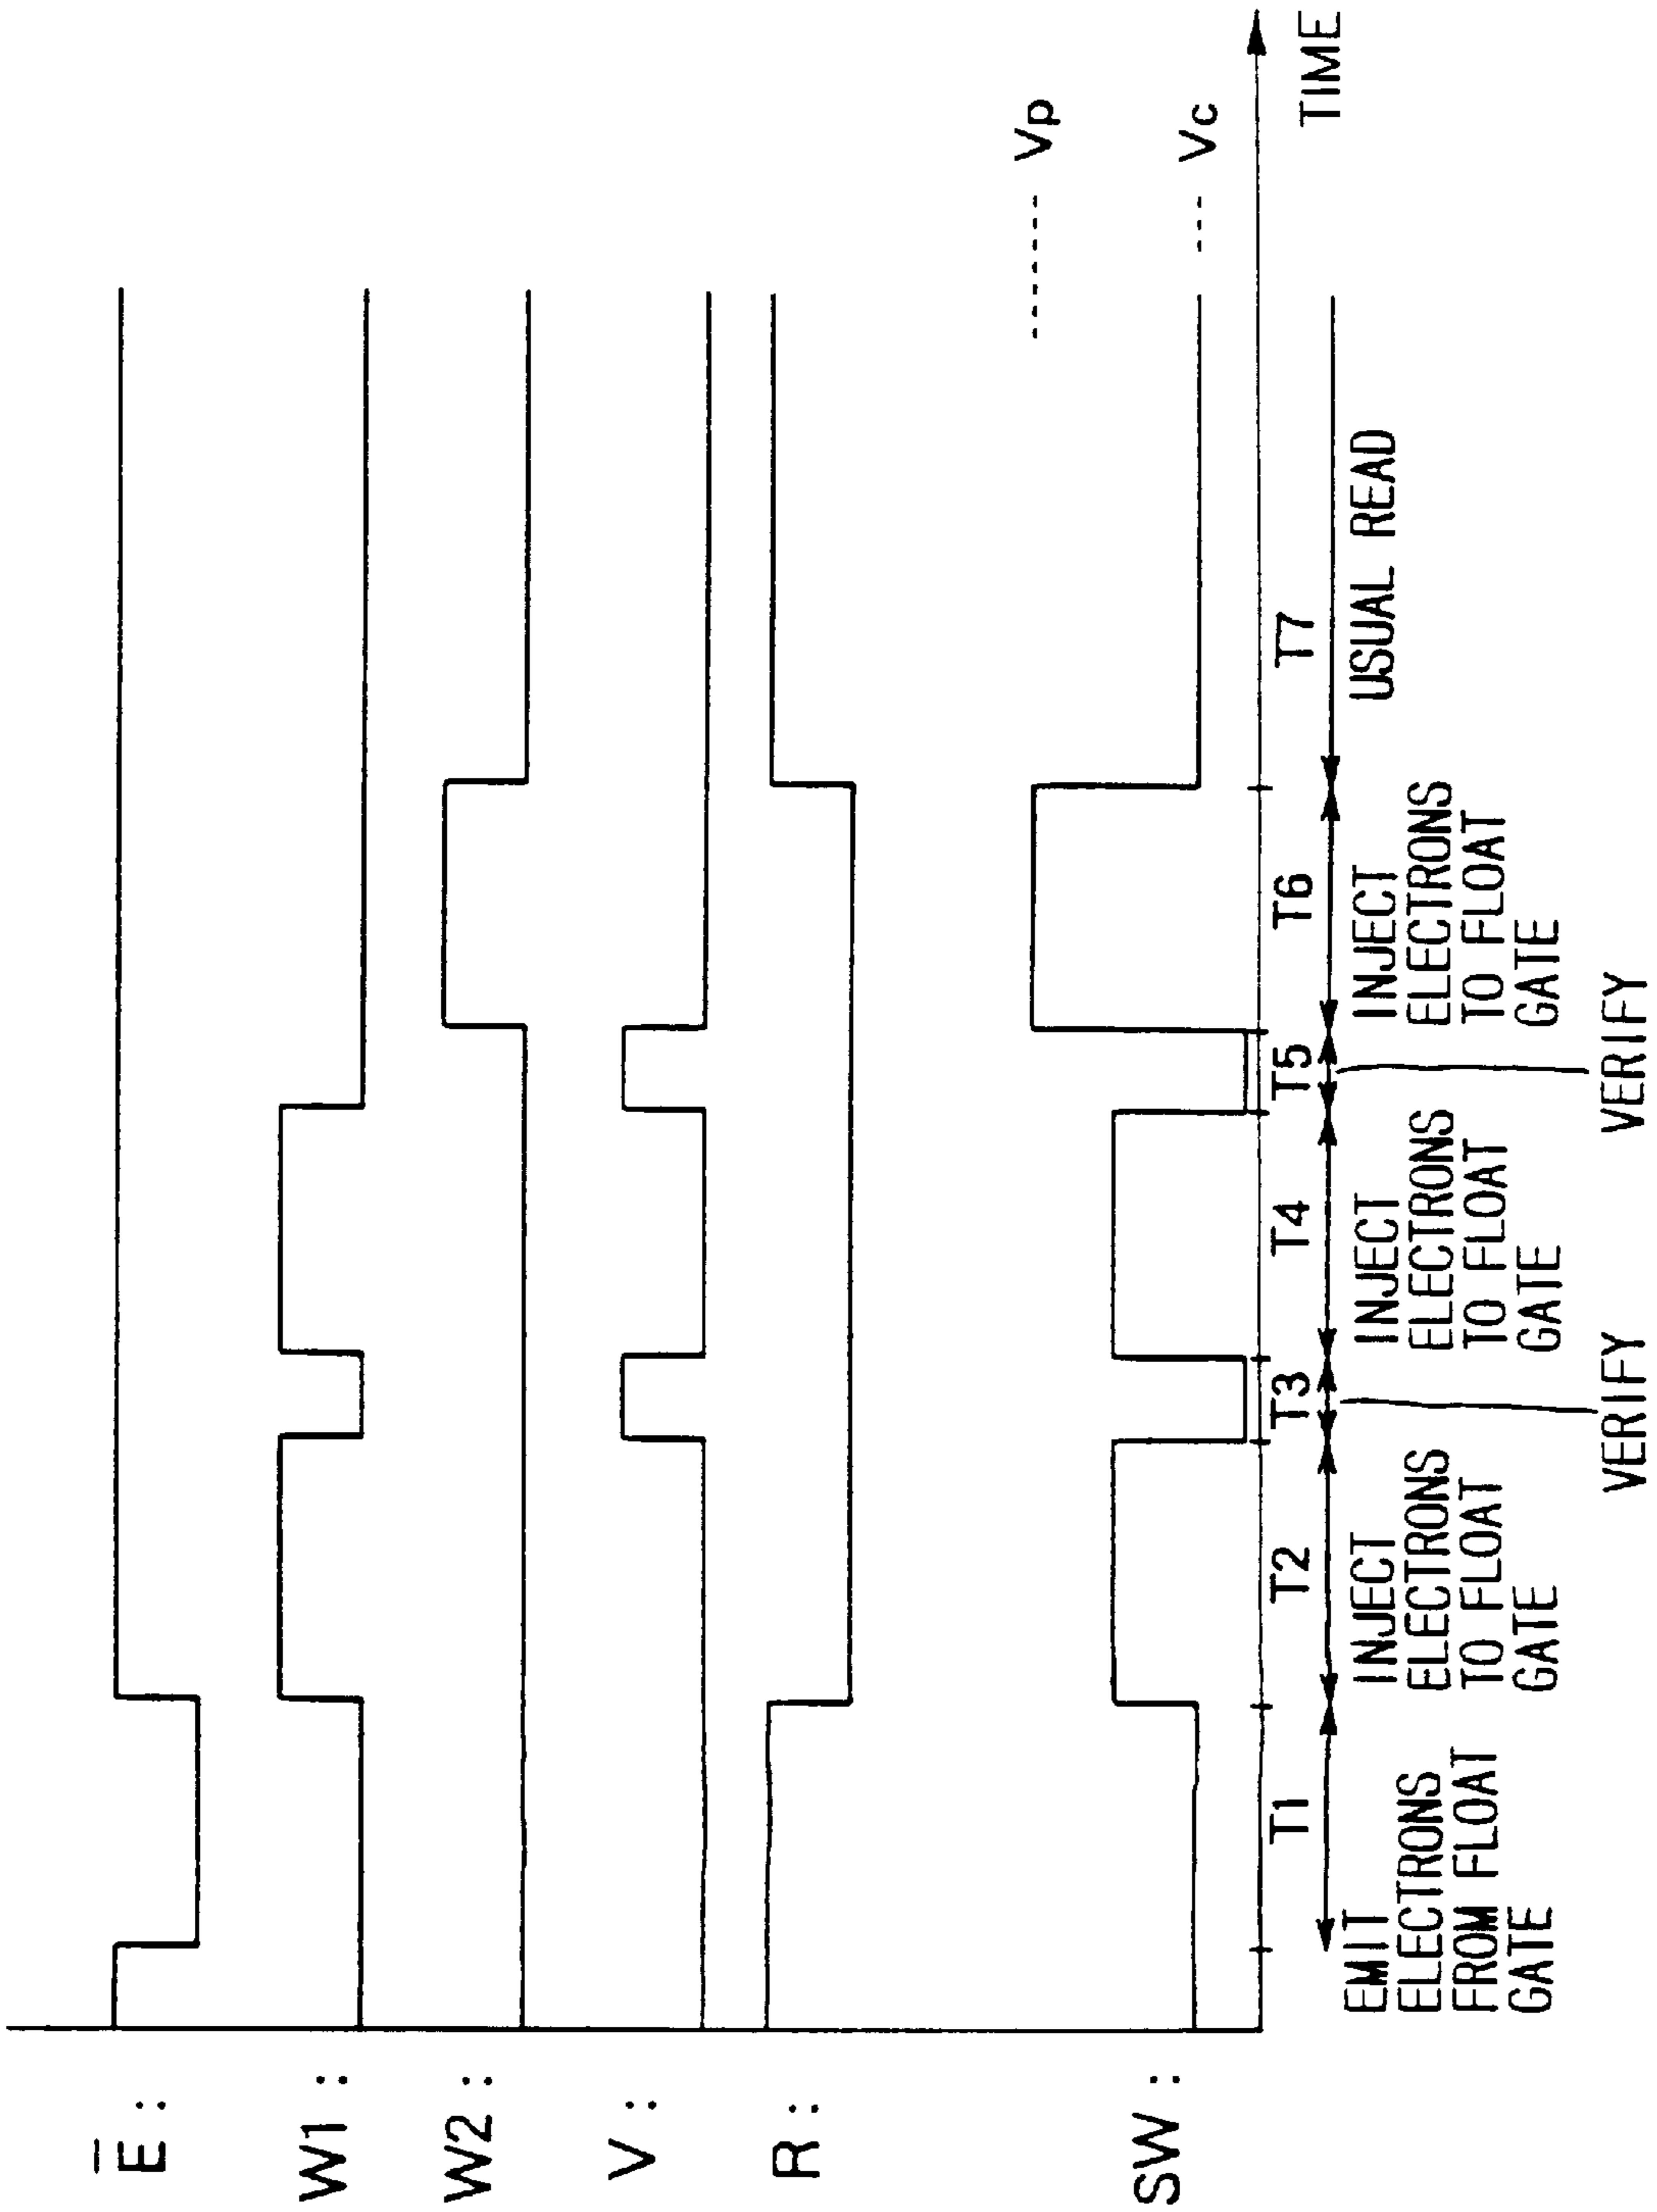 E̅ :
W1 :
W2 :
V :
R :
SW :
Vp
Vc
TIME
T1
T2
T3
T4
T5
T6
T7
EMIT
ELECTRONS
FROM FLOAT
GATE
INJECT
ELECTRONS
TO FLOAT
GATE
VERIFY
INJECT
ELECTRONS
TO FLOAT
GATE
VERIFY
INJECT
ELECTRONS
TO FLOAT
GATE
USUAL READ